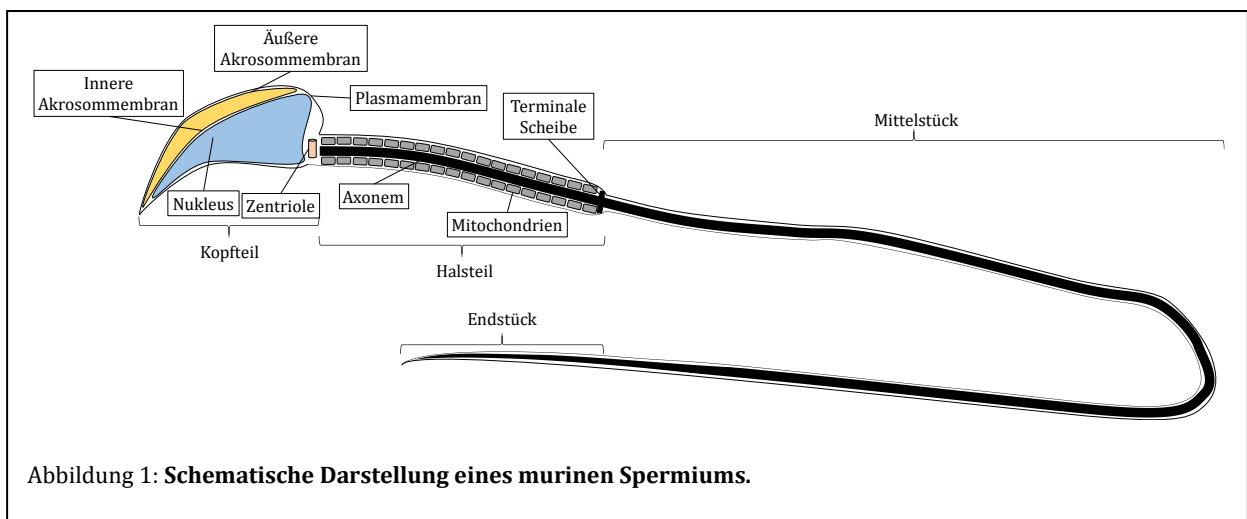 Äußere
Akrosommembran
Innere
Akrosommembran
Plasmamembran
Terminale
Scheibe
Mittelstück
Nukleus
Zentriole
Axonem
Mitochondrien
Kopfteil
Halsteil
Endstück
Abbildung 1: Schematische Darstellung eines murinen Spermiums.